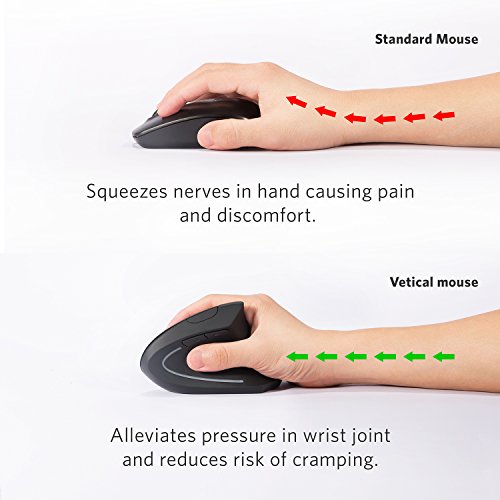 Standard Mouse
Squeezes nerves in hand causing pain
and discomfort.
Vetical mouse
Alleviates pressure in wrist joint
and reduces risk of cramping.